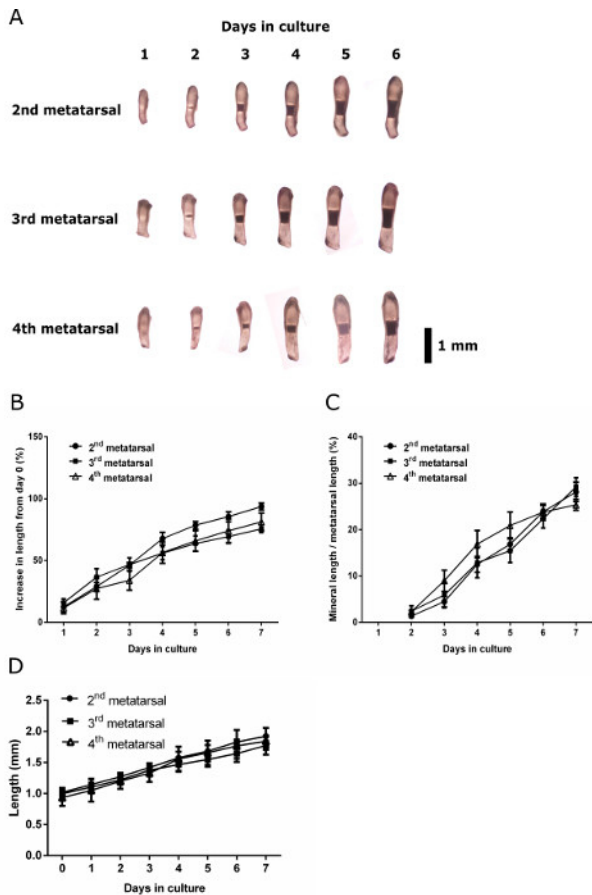 A
Days in culture
1 2 3 4 5 6
2nd metatarsal
3rd metatarsal
4th metatarsal
1 mm
B
150
100
50
0
Increase in length from day 0 (%)
2nd metatarsal
3rd metatarsal
4th metatarsal
1 2 3 4 5 6 7
Days in culture
C
40
30
20
10
0
Mineral length / metatarsal length (%)
2nd metatarsal
3rd metatarsal
4th metatarsal
1 2 3 4 5 6 7
Days in culture
D
2.5
2.0
1.5
1.0
0.5
0.0
Length (mm)
2nd metatarsal
3rd metatarsal
4th metatarsal
0 1 2 3 4 5 6 7
Days in culture